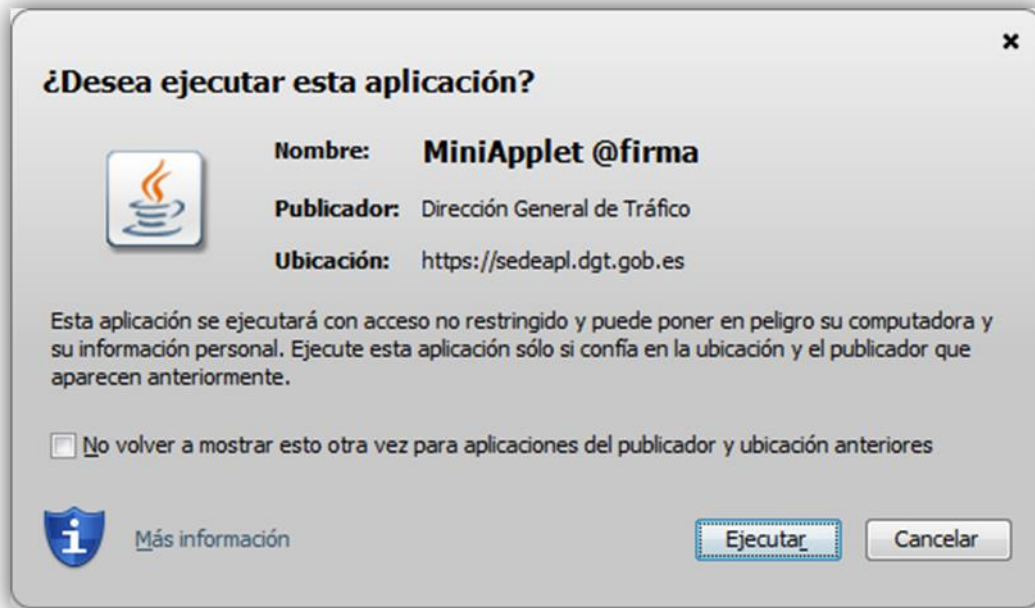 ¿Desea ejecutar esta aplicación?
Nombre: MiniApplet @firma
Publicador: Dirección General de Tráfico
Ubicación: https://sedeapl.dgt.gob.es
Esta aplicación se ejecutará con acceso no restringido y puede poner en peligro su computadora y
su información personal. Ejecute esta aplicación sólo si confía en la ubicación y el publicador que
aparecen anteriormente.
No volver a mostrar esto otra vez para aplicaciones del publicador y ubicación anteriores
Más información
Ejecutar
Cancelar